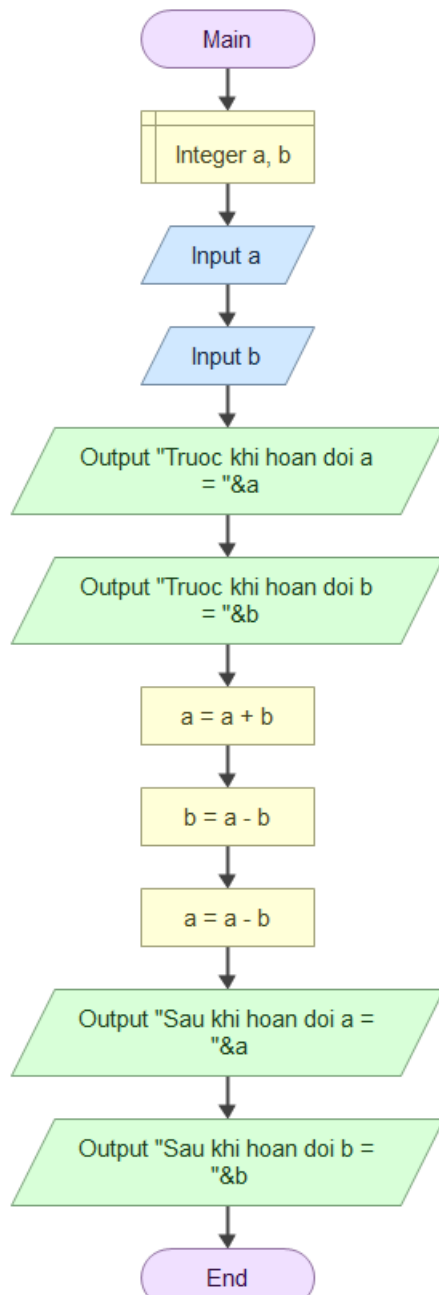 Main
Integer a, b
Input a
Input b
Output "Truoc khi hoan doi a
= "&a
Output "Truoc khi hoan doi b
= "&b
a = a + b
b = a - b
a = a - b
Output "Sau khi hoan doi a =
"&a
Output "Sau khi hoan doi b =
"&b
End